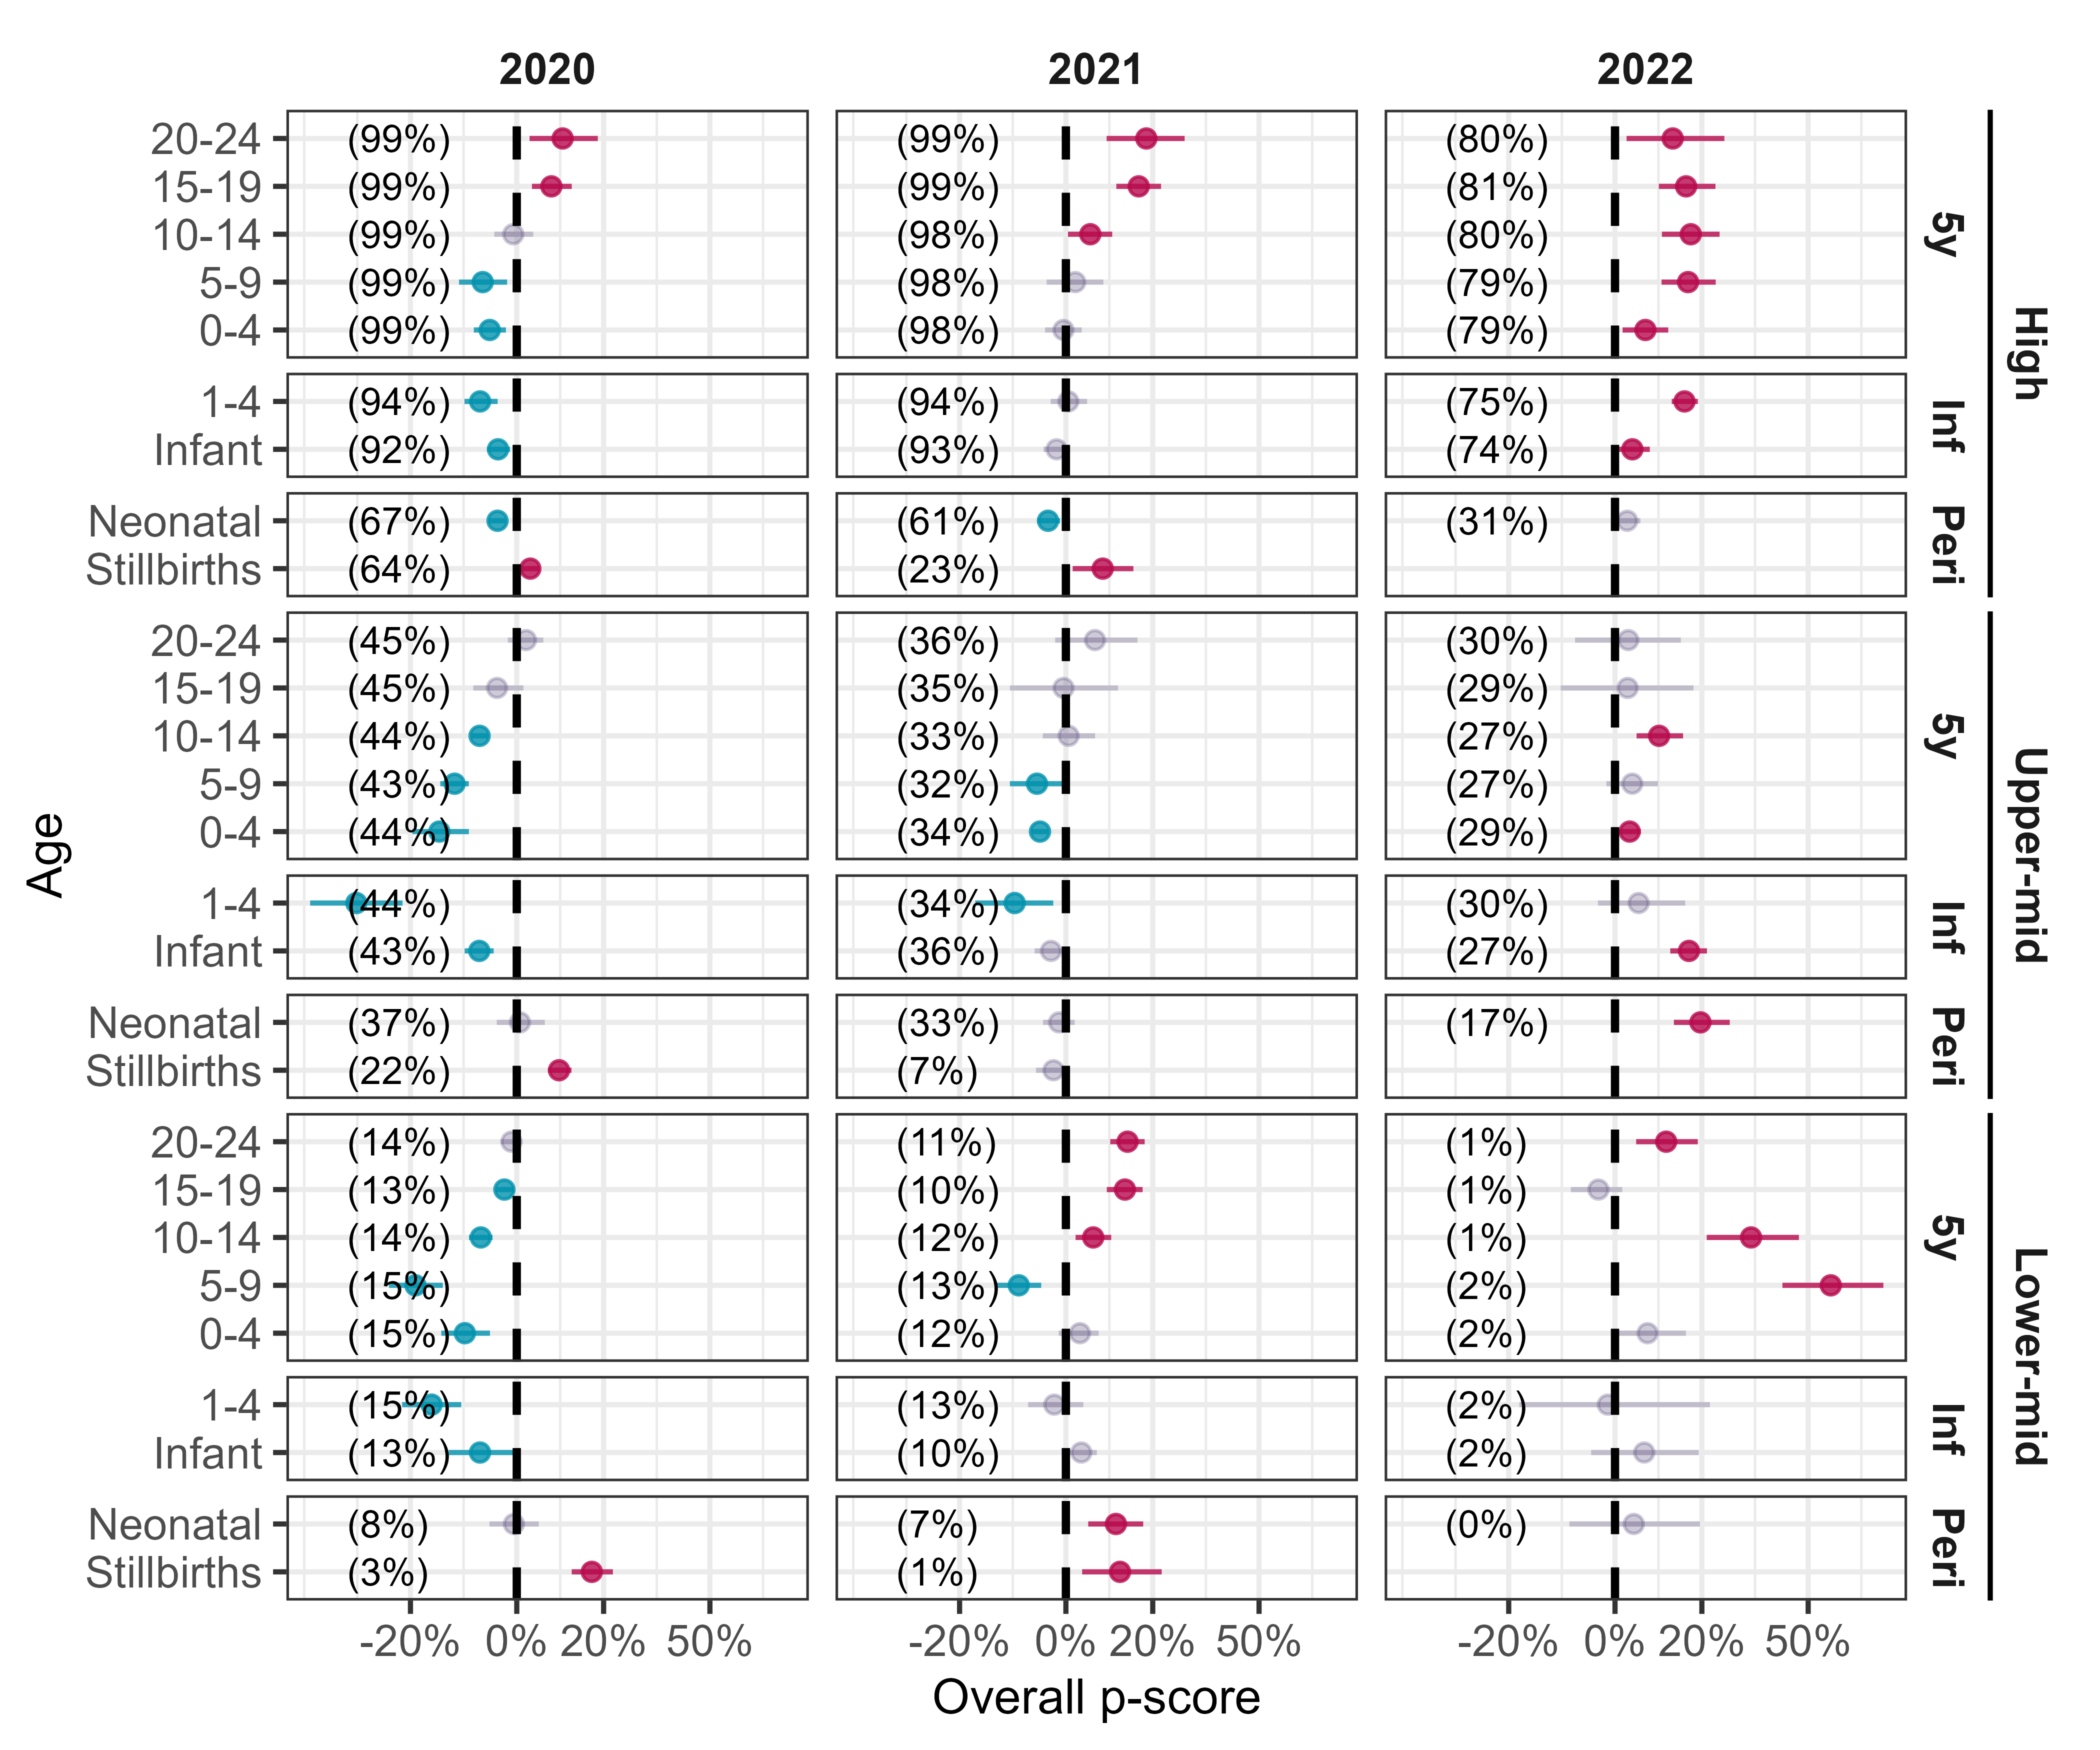 2020 2021 2022
20-24 (99%) (99%) (80%)
15-19 (99%) (99%) (81%)
10-14 (99%) (98%) (80%)
5-9 (99%) (98%) (79%)
0-4 (99%) (98%) (79%)
5y
1-4 (94%) (94%) (75%)
Infant (92%) (93%) (74%)
Inf
Neonatal (67%) (61%) (31%)
Stillbirths (64%) (23%)
Peri
High
20-24 (45%) (36%) (30%)
15-19 (45%) (35%) (29%)
10-14 (44%) (33%) (27%)
5-9 (43%) (32%) (27%)
0-4 (44%) (34%) (29%)
5y
1-4 (44%) (34%) (30%)
Infant (43%) (36%) (27%)
Inf
Neonatal (37%) (33%) (17%)
Stillbirths (22%) (7%)
Peri
Upper-mid
20-24 (14%) (11%) (1%)
15-19 (13%) (10%) (1%)
10-14 (14%) (12%) (1%)
5-9 (15%) (13%) (2%)
0-4 (15%) (12%) (2%)
5y
1-4 (15%) (13%) (2%)
Infant (13%) (10%) (2%)
Inf
Neonatal (8%) (7%) (0%)
Stillbirths (3%) (1%)
Peri
Lower-mid
-20% 0% 20% 50% -20% 0% 20% 50% -20% 0% 20% 50%
Overall p-score
Age